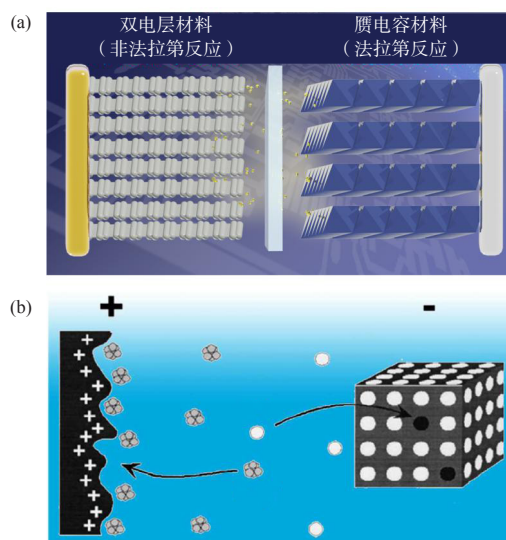 (a)
双电层材料
（非法拉第反应）
赝电容材料
（法拉第反应）
(b)
+
-